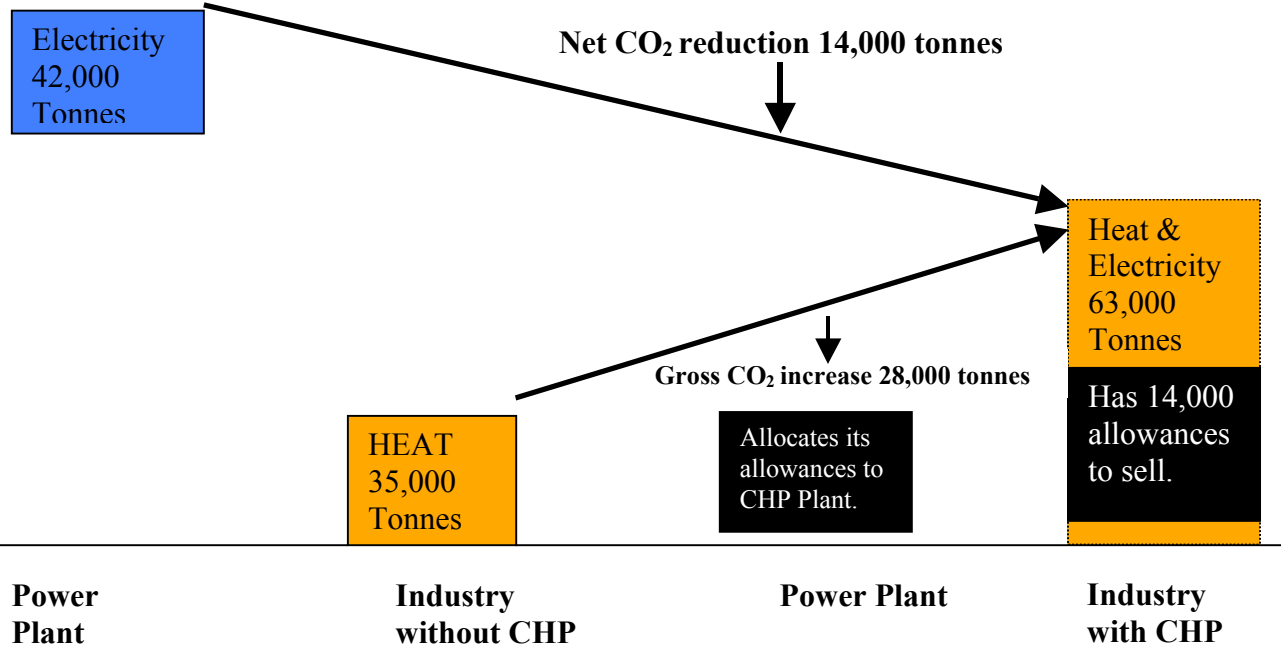 Electricity
42,000
Tonnes
Net CO₂ reduction 14,000 tonnes
Heat &
Electricity
63,000
Tonnes
Gross CO₂ increase 28,000 tonnes
HEAT
35,000
Tonnes
Allocates its
allowances to
CHP Plant.
Has 14,000
allowances
to sell.
Power
Plant
Industry
without CHP
Power Plant
Industry
with CHP